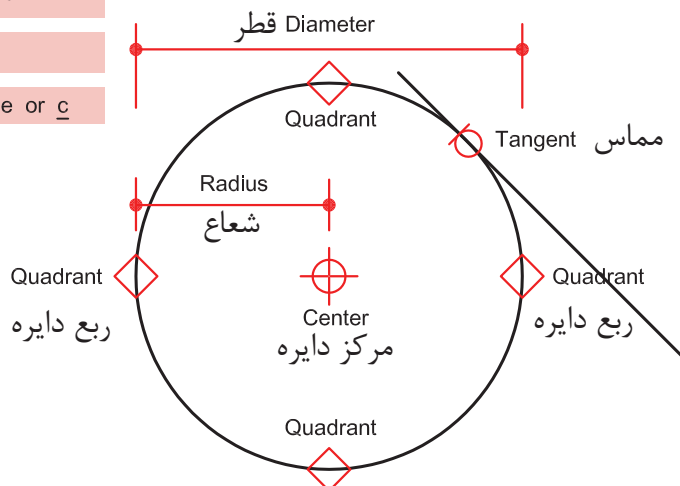 قطر Diameter
e or c
Quadrant
Tangent مماس
Radius
شعاع
Quadrant
Quadrant
ربع دایره
ربع دایره
Center
مرکز دایره
Quadrant